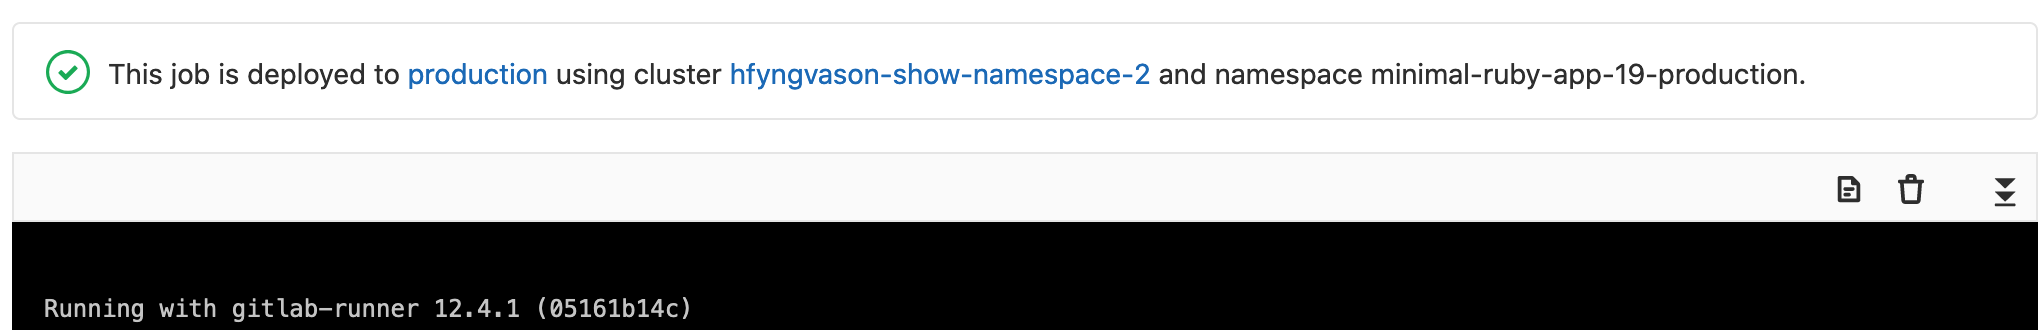 This job is deployed to production using cluster hfyngvason-show-namespace-2 and namespace minimal-ruby-app-19-production.
Running with gitlab-runner 12.4.1 (05161b14c)